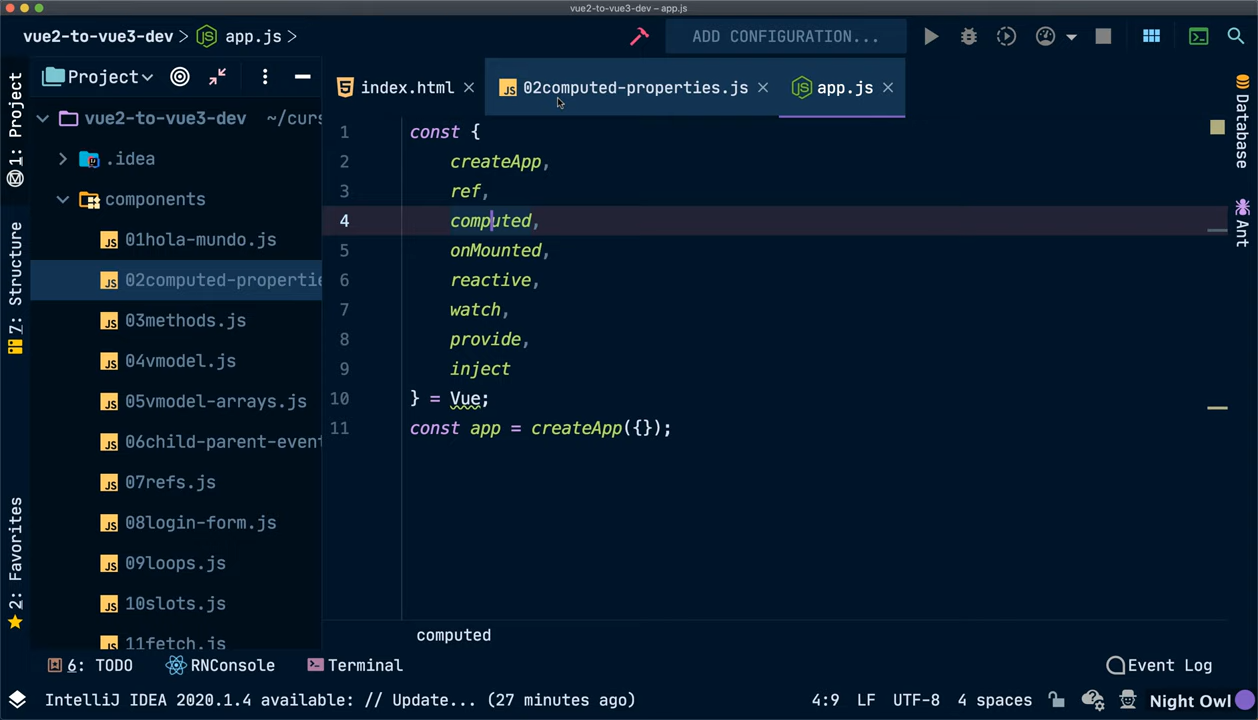 vue2-to-vue3-dev – app.js
vue2-to-vue3-dev > app.js >
ADD CONFIGURATION...
1: Project
7: Structure
2: Favorites
Project
vue2-to-vue3-dev ~/curs
.idea
components
01hola-mundo.js
02computed-propertie
03methods.js
04vmodel.js
05vmodel-arrays.js
06child-parent-event
07refs.js
08login-form.js
09loops.js
10slots.js
11fetch.js
index.html
02computed-properties.js
app.js
1 const {
2 createApp,
3 ref,
4 computed,
5 onMounted,
6 reactive,
7 watch,
8 provide,
9 inject
10 } = Vue;
11 const app = createApp({});
computed
Database
Ant
6: TODO
RNConsole
Terminal
Event Log
IntelliJ IDEA 2020.1.4 available: // Update... (27 minutes ago)
4:9 LF UTF-8 4 spaces Night Owl